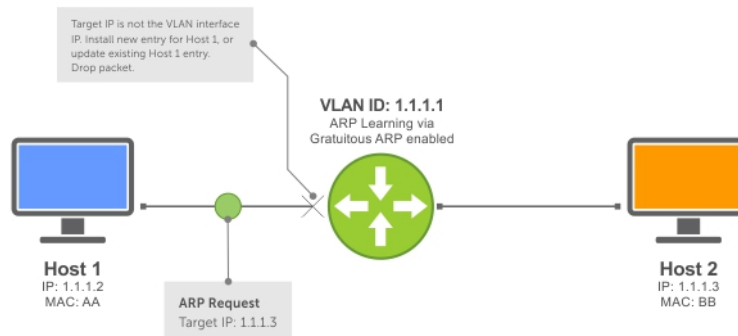 Target IP is not the VLAN interface
IP. Install new entry for Host 1, or
update existing Host 1 entry.
Drop packet.
VLAN ID: 1.1.1.1
ARP Learning via
Gratuitous ARP enabled
Host 1
IP: 1.1.1.2
MAC: AA
Host 2
IP: 1.1.1.3
MAC: BB
ARP Request
Target IP: 1.1.1.3